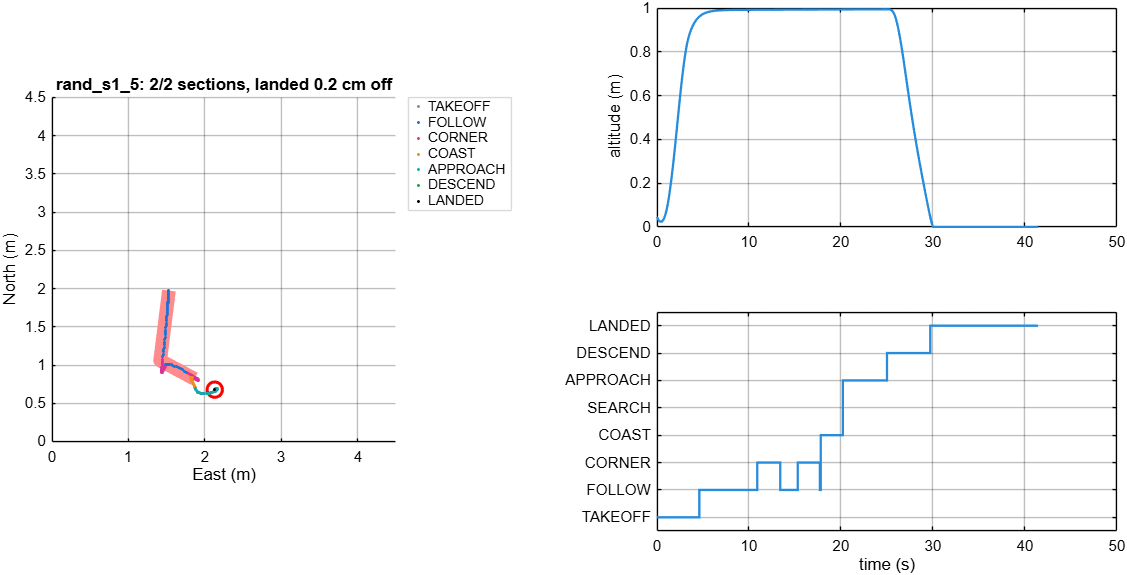 rand_s1_5: 2/2 sections, landed 0.2 cm off
4.5
4
3.5
3
2.5
2
1.5
1
0.5
0
0
1
2
3
4
North (m)
East (m)
TAKEOFF
FOLLOW
CORNER
COAST
APPROACH
DESCEND
LANDED
1
0.8
0.6
0.4
0.2
0
altitude (m)
0
10
20
30
40
50
LANDED
DESCEND
APPROACH
SEARCH
COAST
CORNER
FOLLOW
TAKEOFF
0
10
20
30
40
50
time (s)